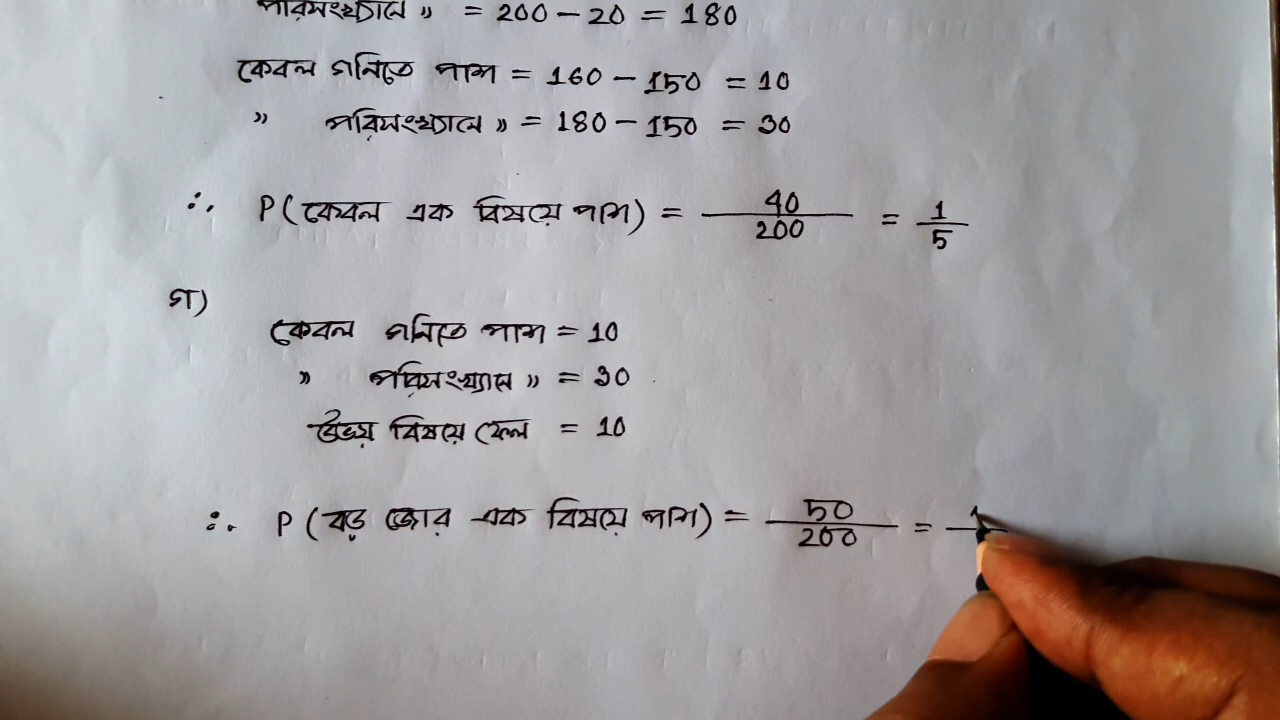 পরিসংখ্যানে " = 200 - 20 = 180
কেবল গনিতে পাশ = 160 - 150 = 10
" পরিসংখ্যানে " = 180 - 150 = 30
∴ P(কেবল এক বিষয়ে পাশ) = 40/200 = 1/5
গ)
কেবল গনিতে পাশ = 10
" পরিসংখ্যানে " = 30
উভয় বিষয়ে ফেল = 10
∴ P(বড় জোর এক বিষয়ে পাশ) = 50/200 = 1